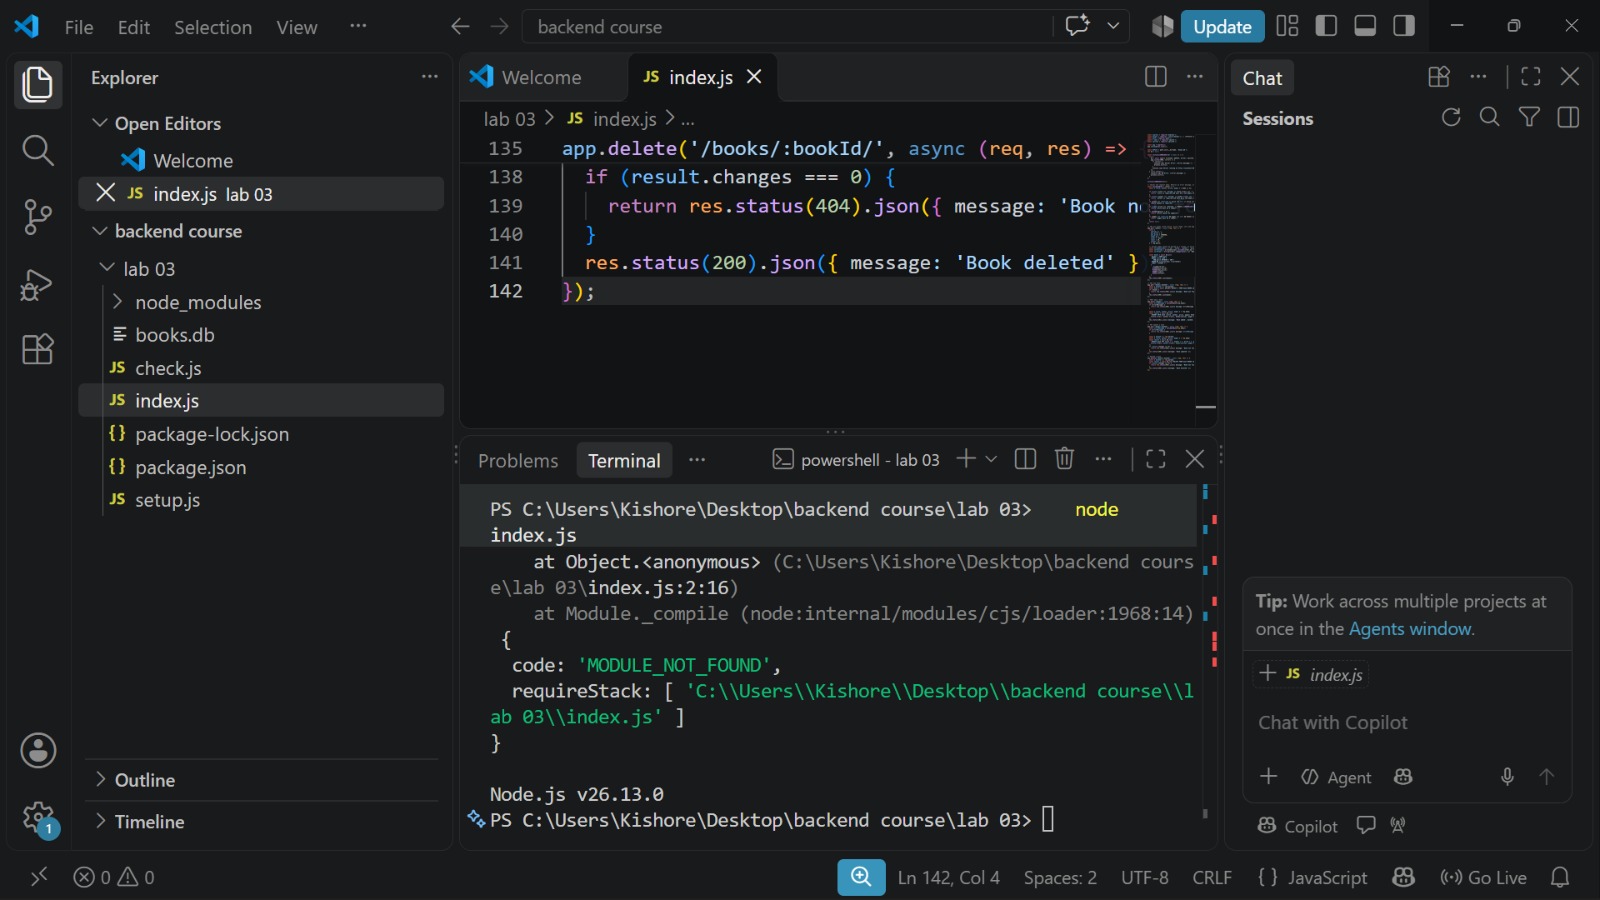 File Edit Selection View ···
backend course
Update
Explorer
Open Editors
Welcome
JS index.js lab 03
backend course
lab 03
node_modules
books.db
JS check.js
JS index.js
{} package-lock.json
{} package.json
JS setup.js
Outline
Timeline
1
Welcome
JS index.js
lab 03 > JS index.js > ...
135 app.delete('/books/:bookId/', async (req, res) =>
138 if (result.changes === 0) {
139 return res.status(404).json({ message: 'Book n
140 }
141 res.status(200).json({ message: 'Book deleted' }
142 });
Problems Terminal ··· powershell - lab 03
PS C:\Users\Kishore\Desktop\backend course\lab 03> node
index.js
at Object.<anonymous> (C:\Users\Kishore\Desktop\backend cours
e\lab 03\index.js:2:16)
at Module._compile (node:internal/modules/cjs/loader:1968:14)
{
code: 'MODULE_NOT_FOUND',
requireStack: [ 'C:\\Users\\Kishore\\Desktop\\backend course\\l
ab 03\\index.js' ]
}
Node.js v26.13.0
PS C:\Users\Kishore\Desktop\backend course\lab 03>
Chat
Sessions
Tip: Work across multiple projects at
once in the Agents window.
+ JS index.js
Chat with Copilot
Agent
Copilot
0 0
Ln 142, Col 4 Spaces: 2 UTF-8 CRLF {} JavaScript Go Live